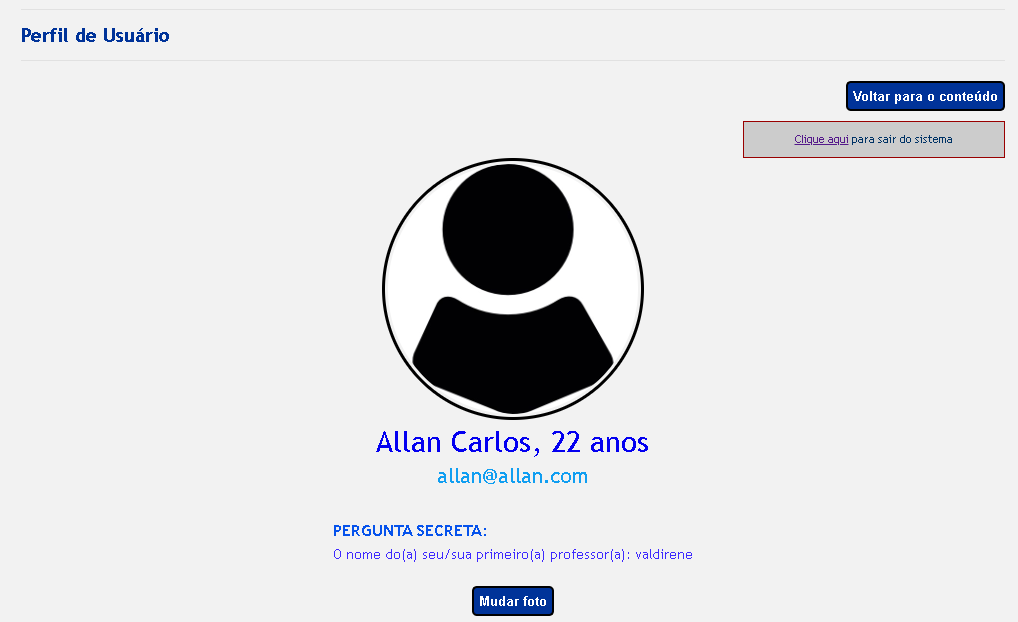 Perfil de Usuário
Voltar para o conteúdo
Clique aqui para sair do sistema
Allan Carlos, 22 anos
allan@allan.com
PERGUNTA SECRETA:
O nome do(a) seu/sua primeiro(a) professor(a): valdirene
Mudar foto